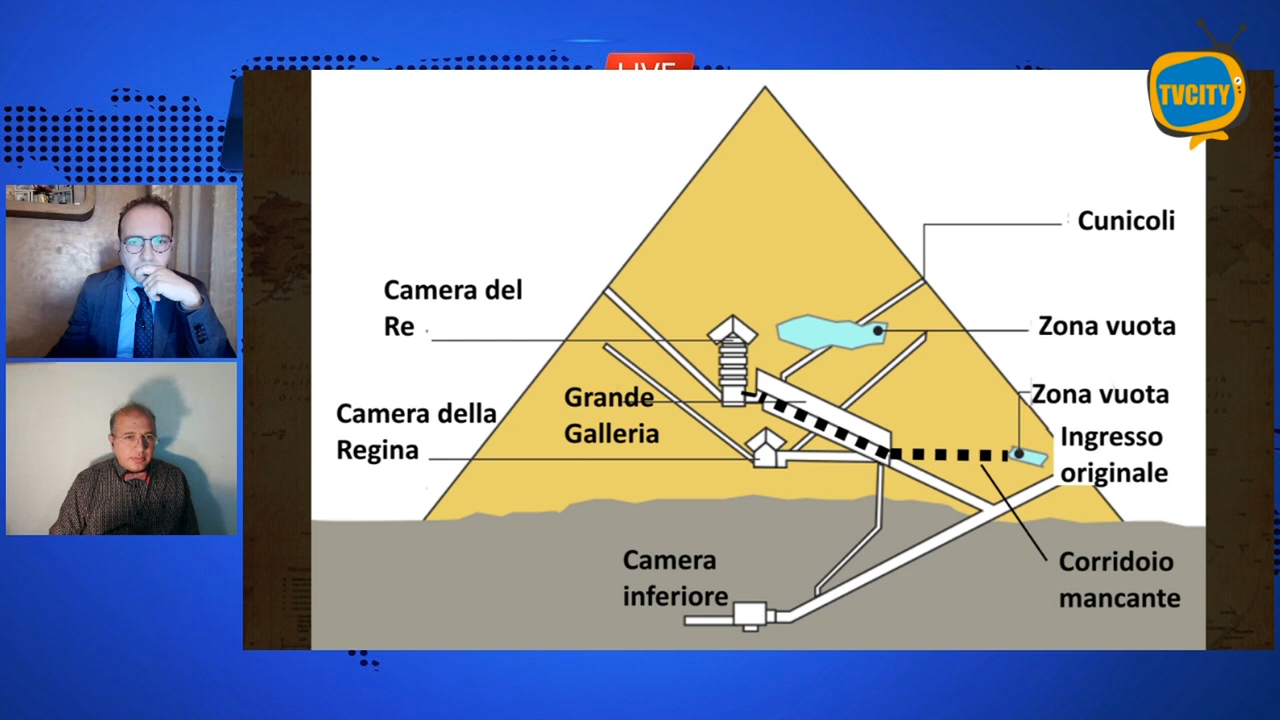 LIVE
TVCITY
Cunicoli
Camera del
Re
Zona vuota
Zona vuota
Grande
Galleria
Camera della
Regina
Ingresso
originale
Camera
inferiore
Corridoio
mancante